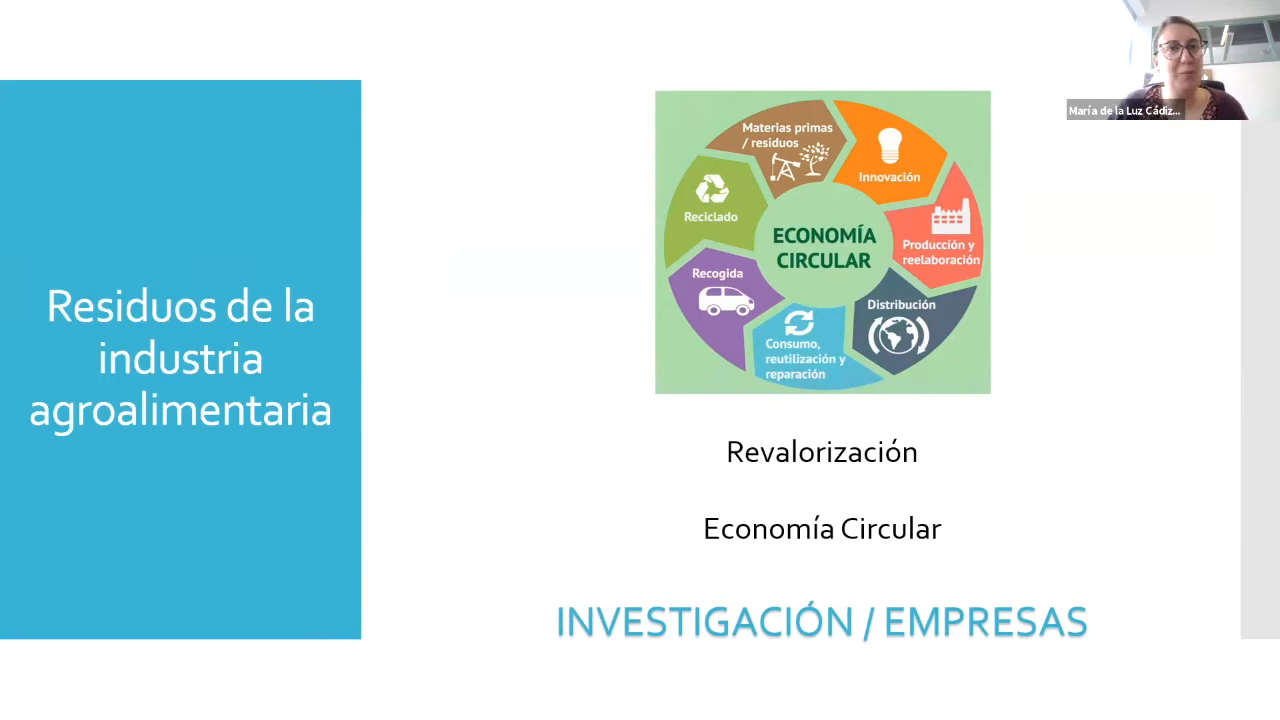 Residuos de la
industria
agroalimentaria
Materias primas
/ residuos
Innovación
Producción y
reelaboración
Distribución
Consumo,
reutilización y
reparación
Recogida
Reciclado
ECONOMÍA
CIRCULAR
Revalorización
Economía Circular
INVESTIGACIÓN / EMPRESAS
María de la Luz Cádiz...